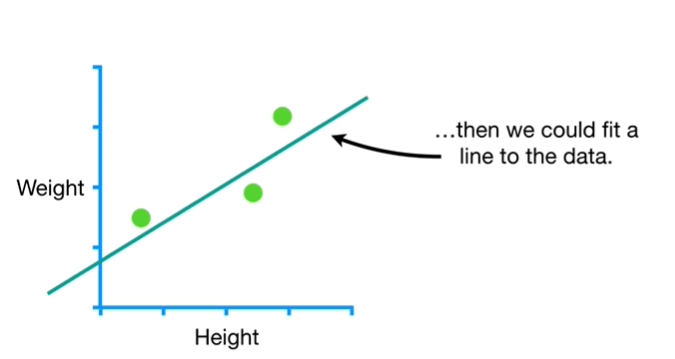 ...then we could fit a
line to the data.
Weight
Height